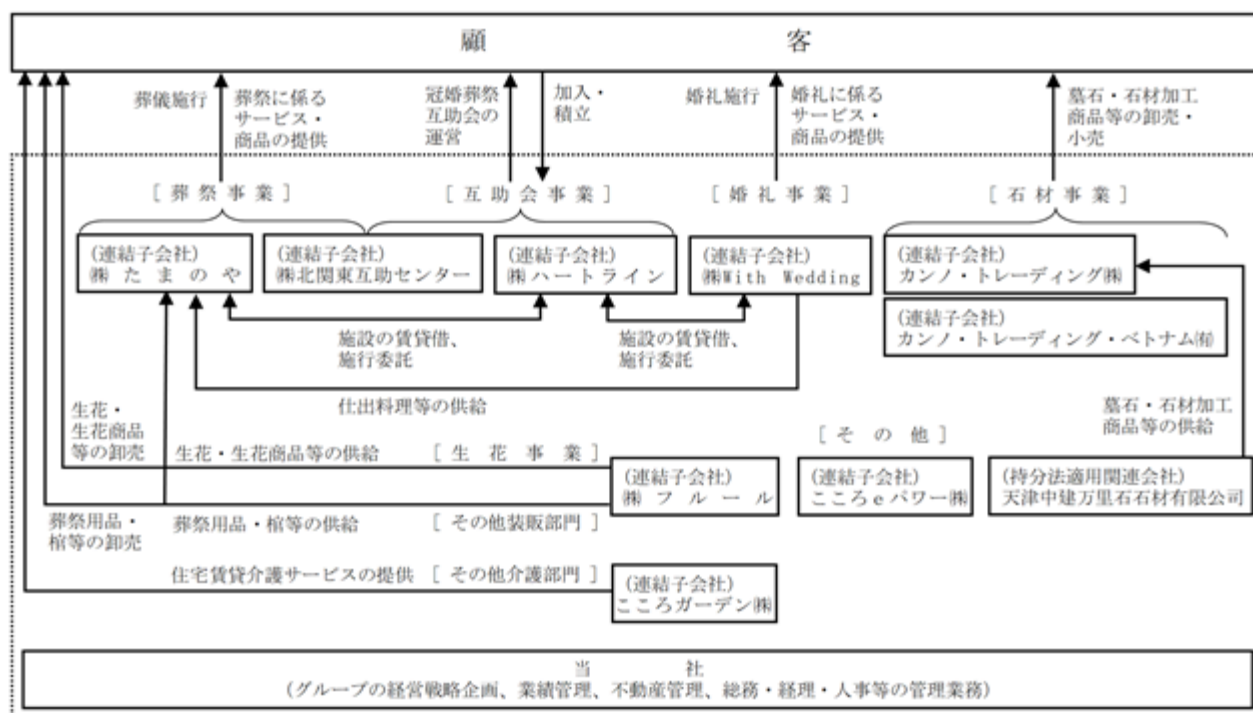 顧 客
葬儀施行
葬祭に係る
サービス・
商品の提供
冠婚葬祭
互助会の
運営
加入・
積立
婚礼施行
婚礼に係る
サービス・
商品の提供
墓石・石材加工
商品等の卸売・
小売
[ 葬 祭 事 業 ]
[ 互 助 会 事 業 ]
[ 婚 礼 事 業 ]
[ 石 材 事 業 ]
(連結子会社)
㈱ た ま の や
(連結子会社)
㈱北関東互助センター
(連結子会社)
㈱ハートライン
(連結子会社)
㈱With Wedding
(連結子会社)
カンノ・トレーディング㈱
(連結子会社)
カンノ・トレーディング・ベトナム㈲
施設の賃貸借、
施行委託
施設の賃貸借、
施行委託
仕出料理等の供給
墓石・石材加工
商品等の供給
生花・
生花商品
等の卸売
生花・生花商品等の供給
[ 生 花 事 業 ]
[ そ の 他 ]
(連結子会社)
㈱ フ ル ー ル
(連結子会社)
こころeパワー㈱
(持分法適用関連会社)
天津中建万里石石材有限公司
葬祭用品・
棺等の卸売
葬祭用品・棺等の供給
[ その他装販部門 ]
住宅賃貸介護サービスの提供
[ その他介護部門 ]
(連結子会社)
こころガーデン㈱
当 社
(グループの経営戦略企画、業績管理、不動産管理、総務・経理・人事等の管理業務)